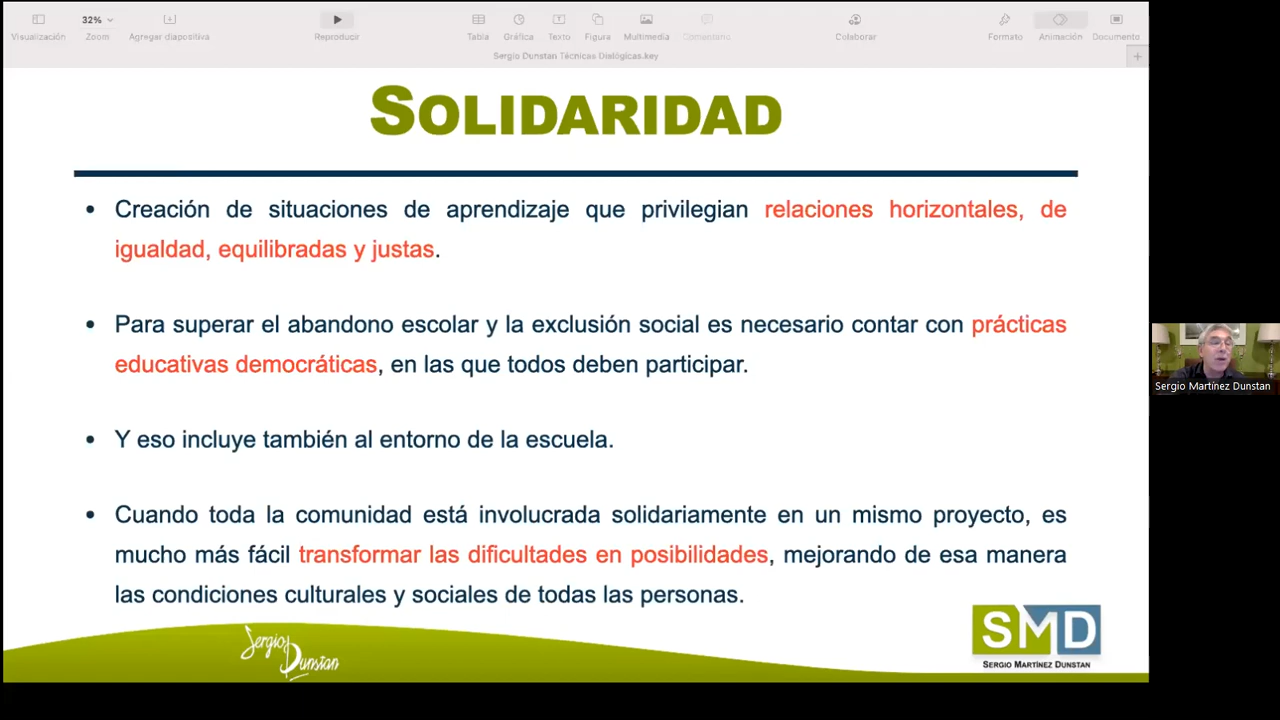 32%
Visualización Zoom Agregar diapositiva Reproducir Tabla Gráfica Texto Figura Multimedia Comentario Colaborar Formato Animación Documento
Sergio Dunstan Técnicas Dialógicas.key
SOLIDARIDAD
• Creación de situaciones de aprendizaje que privilegian relaciones horizontales, de
igualdad, equilibradas y justas.
• Para superar el abandono escolar y la exclusión social es necesario contar con prácticas
educativas democráticas, en las que todos deben participar.
• Y eso incluye también al entorno de la escuela.
• Cuando toda la comunidad está involucrada solidariamente en un mismo proyecto, es
mucho más fácil transformar las dificultades en posibilidades, mejorando de esa manera
las condiciones culturales y sociales de todas las personas.
Sergio
Dunstan
SMD
SERGIO MARTÍNEZ DUNSTAN
Sergio Martínez Dunstan